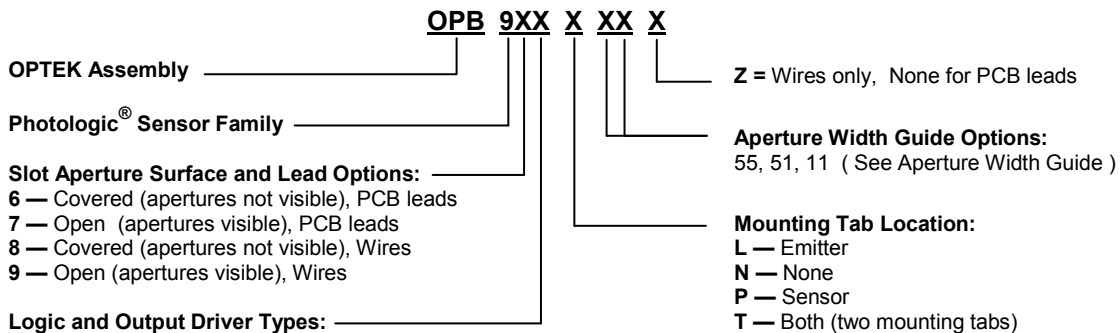 OPB 9XX X XX X
OPTEK Assembly
Photologic® Sensor Family
Slot Aperture Surface and Lead Options:
6 — Covered (apertures not visible), PCB leads
7 — Open (apertures visible), PCB leads
8 — Covered (apertures not visible), Wires
9 — Open (apertures visible), Wires
Logic and Output Driver Types:
Z = Wires only, None for PCB leads
Aperture Width Guide Options:
55, 51, 11 ( See Aperture Width Guide )
Mounting Tab Location:
L — Emitter
N — None
P — Sensor
T — Both (two mounting tabs)